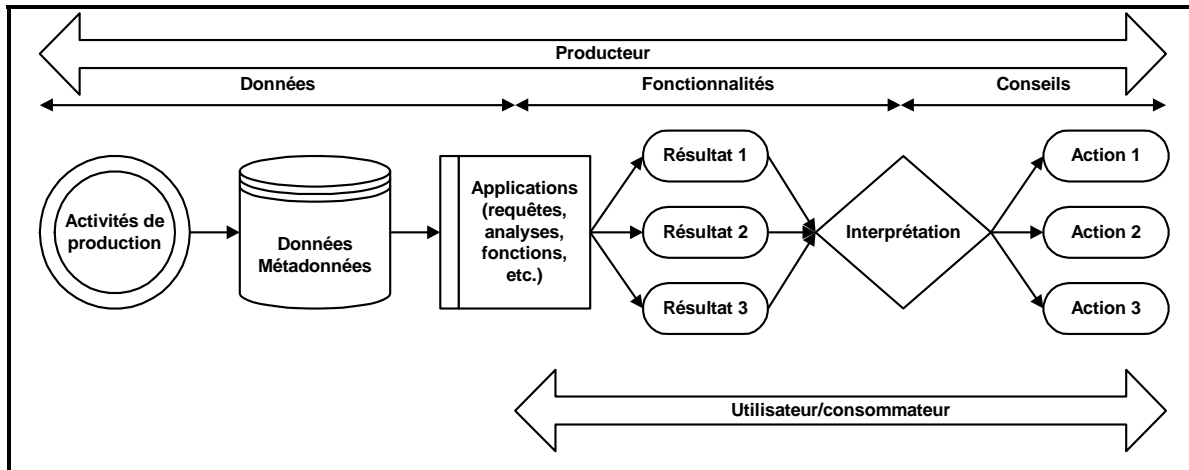 Producteur
Données
Fonctionnalités
Conseils
Activités de
production
Données
Métadonnées
Applications
(requêtes,
analyses,
fonctions,
etc.)
Résultat 1
Résultat 2
Résultat 3
Interprétation
Action 1
Action 2
Action 3
Utilisateur/consommateur